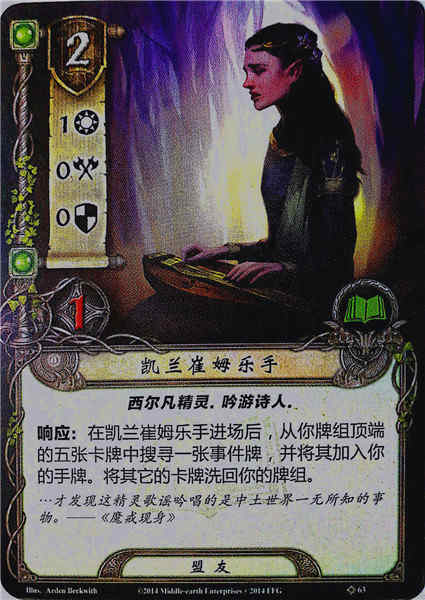 2
1
0
0
1
凯兰崔姆乐手
西尔凡精灵. 吟游诗人.
响应：在凯兰崔姆乐手进场后，从你牌组顶端
的五张卡牌中搜寻一张事件牌，并将其加入你
的手牌。将其它的卡牌洗回你的牌组。
…才发现这精灵歌谣吟唱的是中土世界一无所知的事
物。——《魔戒现身》
盟友
Illus. Arden Beckwith ©2014 Middle-earth Enterprises ©2014 FFG 63